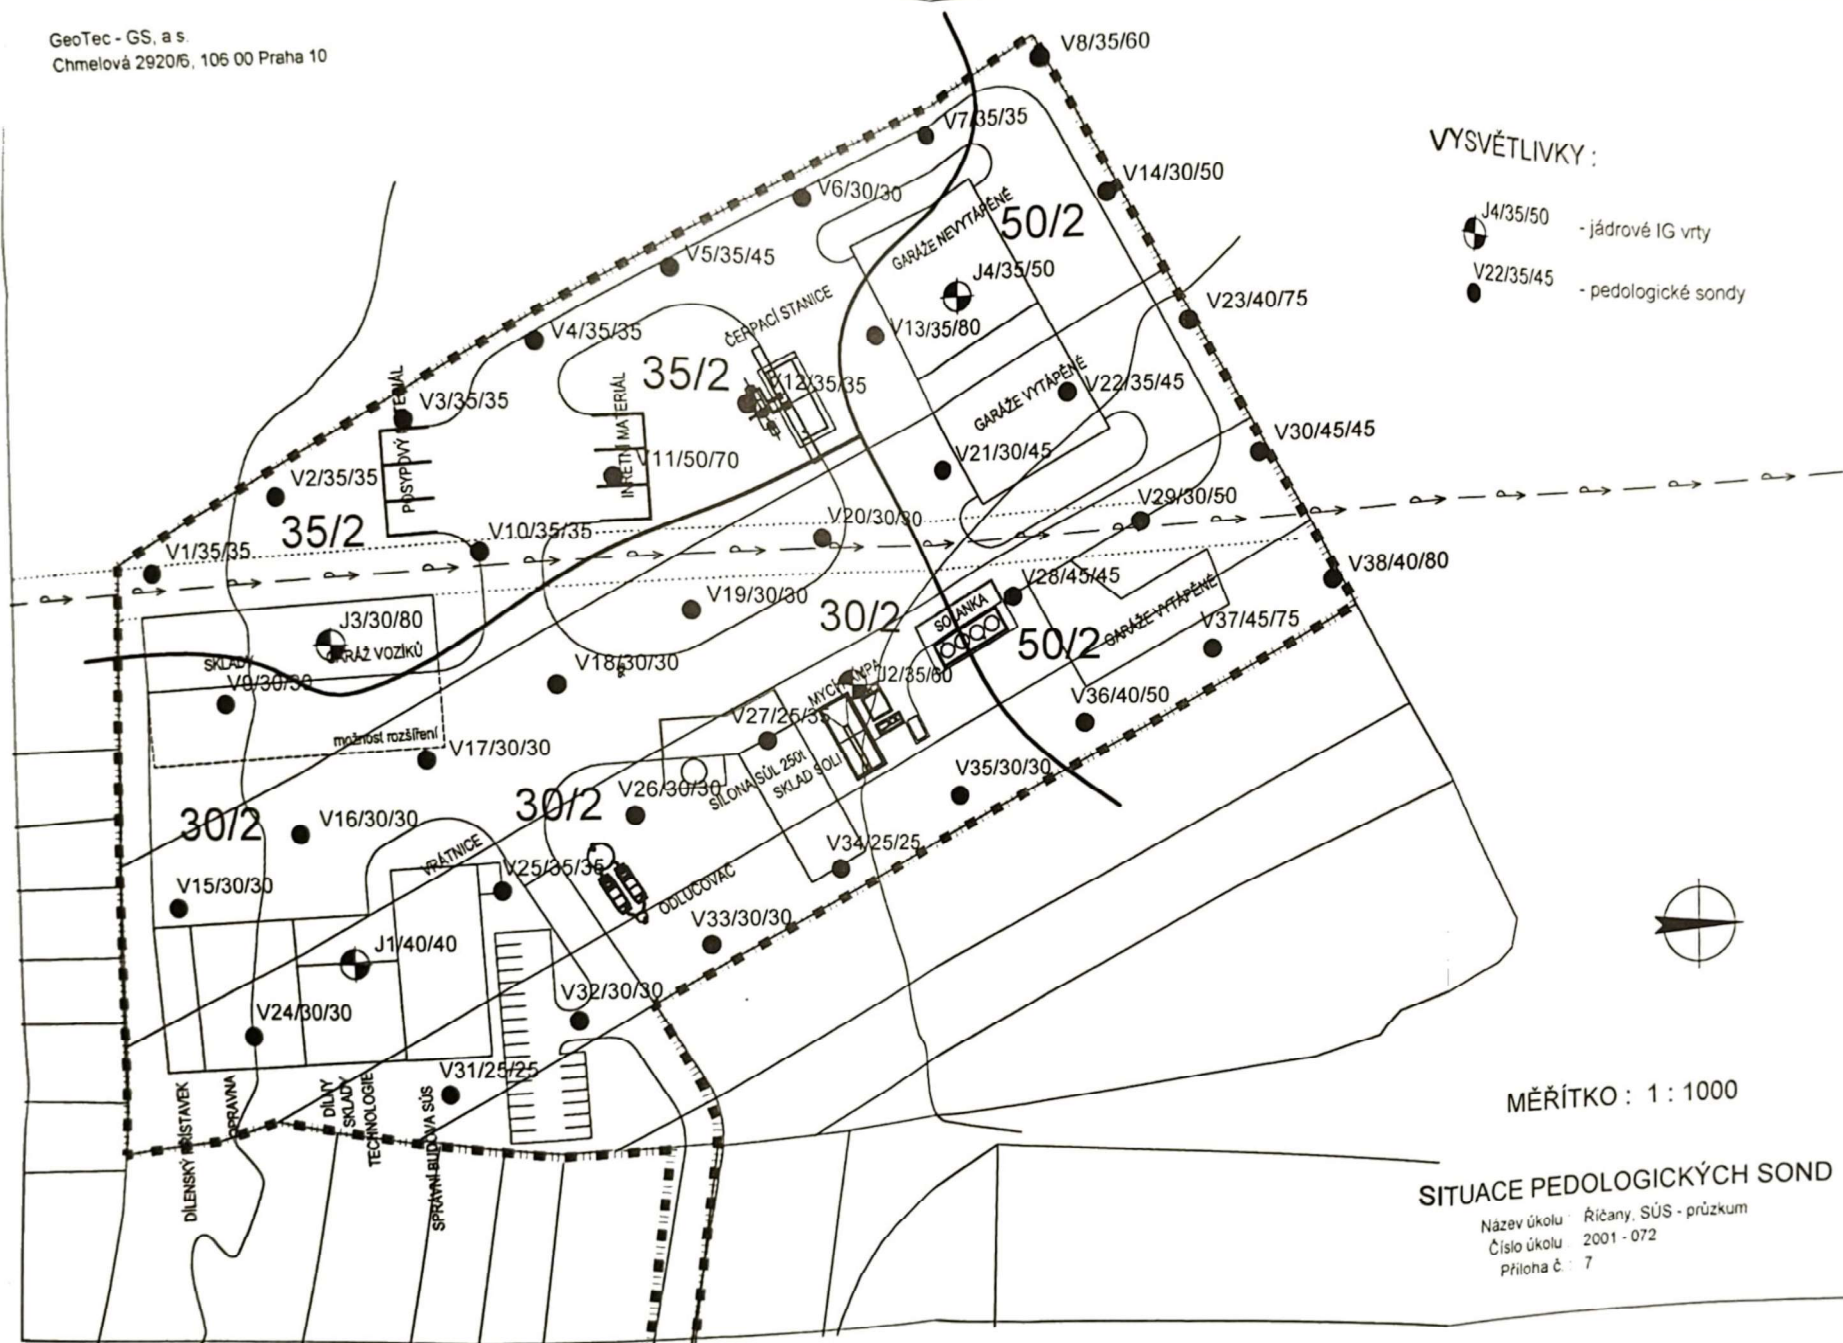 GeoTec - GS, a s.
Chmelová 2920/6, 106 00 Praha 10
V8/35/60
V7/35/35
VYSVĚTLIVKY :
V14/30/50
V6/30/30
J4/35/50 - jádrové IG vrty
GARÁŽE NEVYTÁPĚNÉ
50/2
V5/35/45
J4/35/50
V22/35/45 - pedologické sondy
V23/40/75
ČERPACÍ STANICE
V4/35/35
V13/35/80
35/2
V12/35/35
V22/35/45
GARÁŽE VYTÁPĚNÉ
V3/35/35
POSYPOVÝ MATERIÁL
INERTNÍ MATERIÁL
V30/45/45
V11/50/70
V21/30/45
V2/35/35
V29/30/50
35/2
V10/35/35
V20/30/30
V1/35/35
V38/40/80
V28/45/45
V19/30/30
30/2
SOLANKA
GARÁŽE VYTÁPĚNÉ
J3/30/80
V37/45/75
50/2
SKLADY
GARÁŽ VOZÍKŮ
V18/30/30
MYCÍ RAMPA
J2/35/60
V9/30/30
V36/40/50
V27/25/35
možnost rozšíření
V17/30/30
V35/30/30
SILO NA SŮL 250t
SKLAD SOLI
V26/30/30
30/2
30/2
V16/30/30
V34/25/25
VRÁTNICE
V25/35/35
ODLUČOVAČ
V15/30/30
V33/30/30
J1/40/40
V32/30/30
V24/30/30
V31/25/25
DÍLENSKÝ PŘÍSTAVEK
OPRAVNA
DÍLNY
SKLADY
TECHNOLOGIE
SPRÁVNÍ BUDOVA SÚS
MĚŘÍTKO : 1 : 1000
SITUACE PEDOLOGICKÝCH SOND
Název úkolu : Říčany, SÚS - průzkum
Číslo úkolu : 2001 - 072
Příloha č. : 7